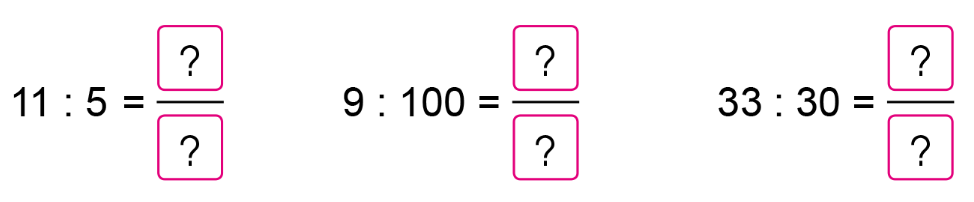 11 : 5 = ?/?
9 : 100 = ?/?
33 : 30 = ?/?